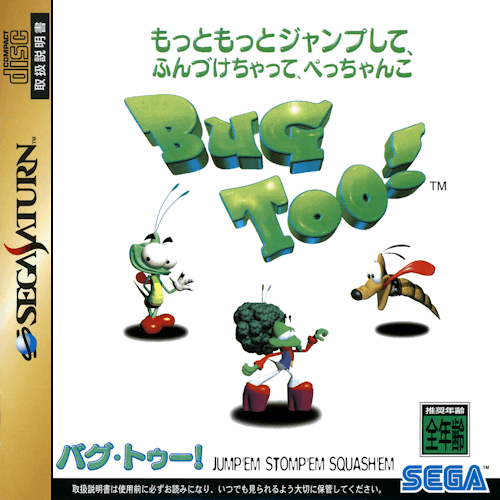 COMPACT
disc
取扱説明書
SEGA SATURN™
もっともっとジャンプして、
ふんづけちゃって、ぺっちゃんこ
BUG
TOO!™
バグ・トゥー! JUMP'EM STOMP'EM SQUASH'EM
推奨年齢
全年齢
SEGA
取扱説明書は使用前に必ずお読みになり、いつでも見られるよう大切に保管してください。